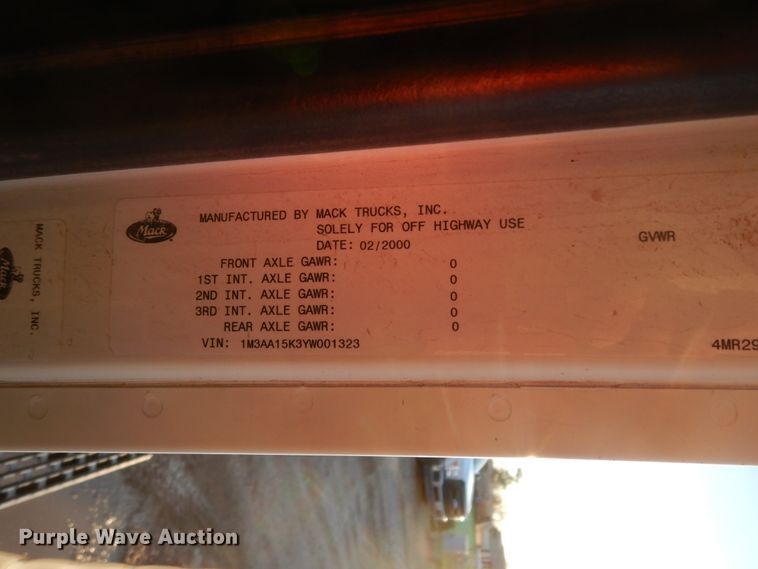 Mack
MANUFACTURED BY MACK TRUCKS, INC.
SOLELY FOR OFF HIGHWAY USE
DATE: 02/2000
GVWR
FRONT AXLE GAWR: 0
1ST INT. AXLE GAWR: 0
2ND INT. AXLE GAWR: 0
3RD INT. AXLE GAWR: 0
REAR AXLE GAWR: 0
VIN: 1M3AA15K3YW001323
4MR29
Mack
MACK TRUCKS, INC.
Purple Wave Auction®